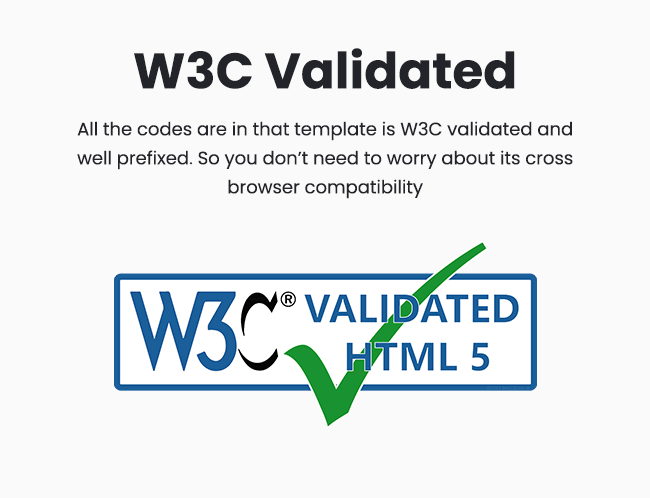 W3C Validated
All the codes are in that template is W3C validated and
well prefixed. So you don’t need to worry about its cross
browser compatibility
W3C® VALIDATED
HTML 5